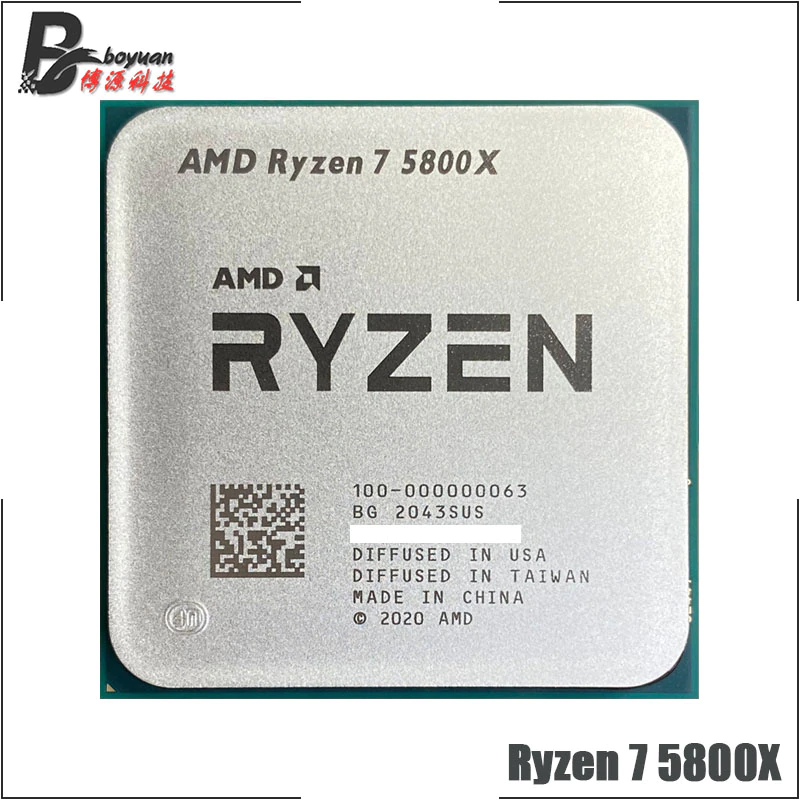 boyuan
博源科技
AMD Ryzen 7 5800X
AMD
RYZEN
100-000000063
BG 2043SUS
DIFFUSED IN USA
DIFFUSED IN TAIWAN
MADE IN CHINA
© 2020 AMD
Ryzen 7 5800X